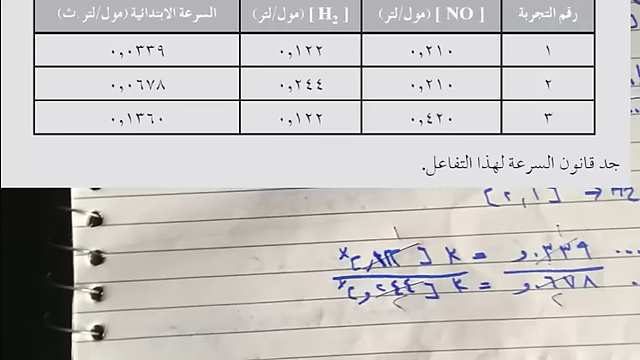 رقم التجربة [ NO ] (مول/لتر) [ H₂ ] (مول/لتر) السرعة الابتدائية (مول/لتر.ث)
١ ٠,٢١٠ ٠,١٢٢ ٠,٠٣٣٩
٢ ٠,٢١٠ ٠,٢٤٤ ٠,٠٦٧٨
٣ ٠,٤٢٠ ٠,١٢٢ ٠,١٣٦٠
جد قانون السرعة لهذا التفاعل.
[٢,١]
٠,٠٣٣٩ = K
٠,٠٦٧٨ = K [٠,٢٤٤]ˣ